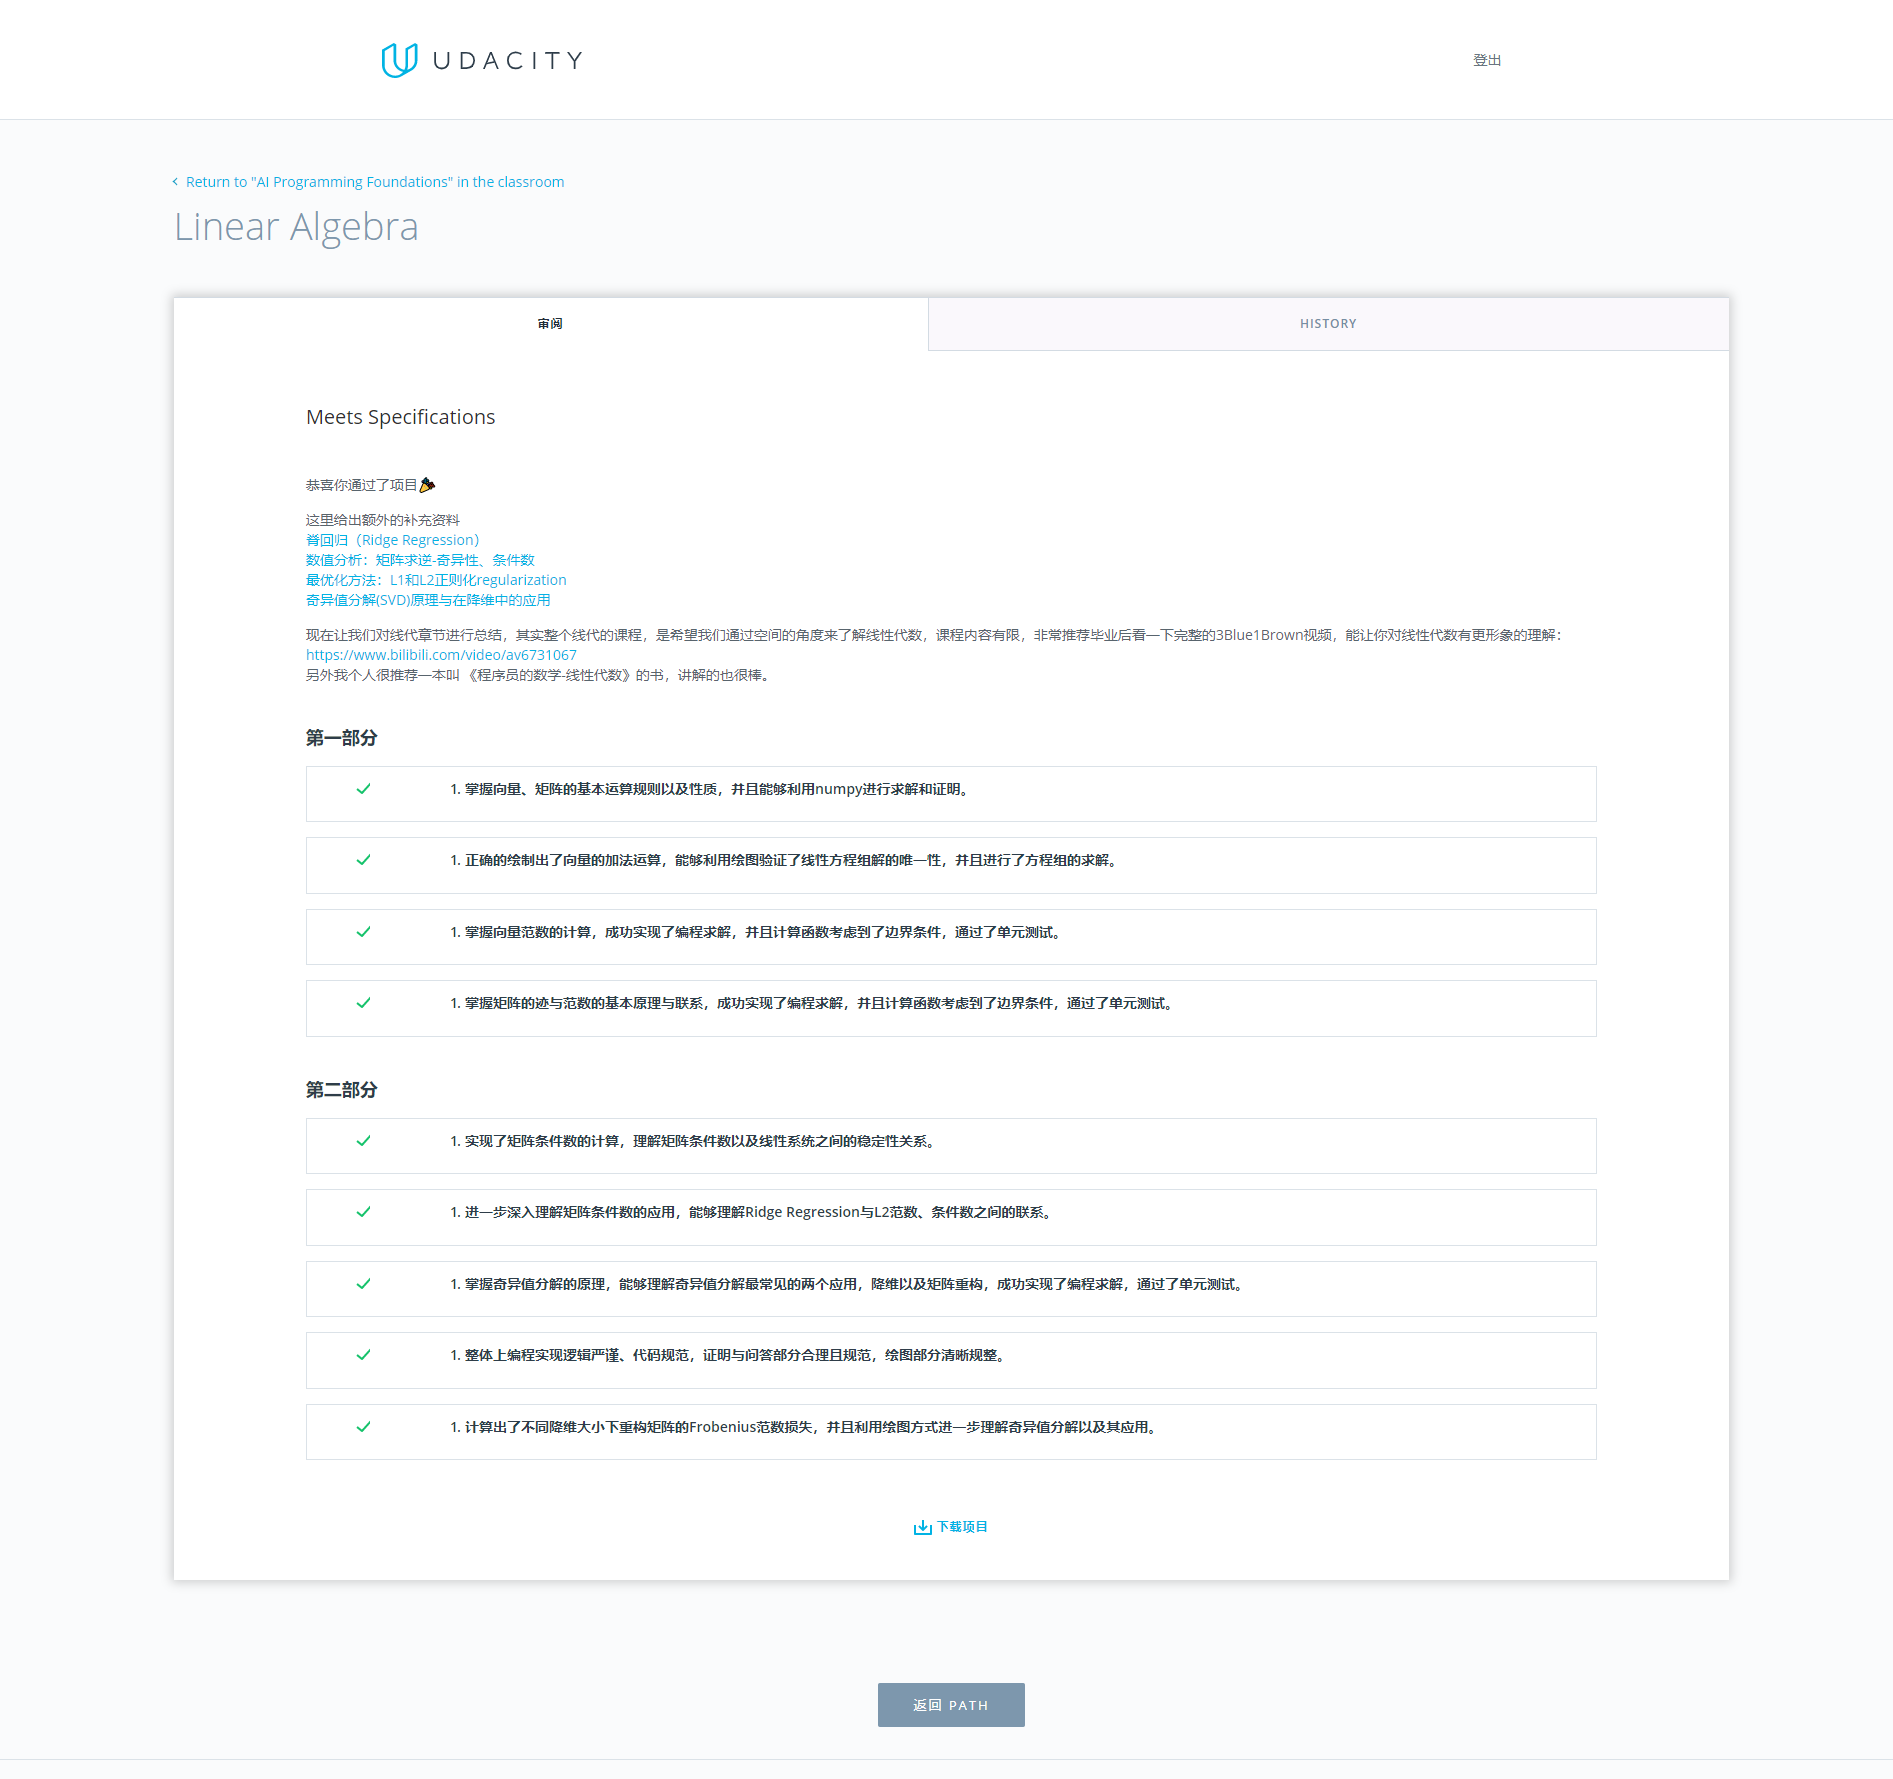 UDACITY
登出
Return to "AI Programming Foundations" in the classroom
Linear Algebra
审阅
HISTORY
Meets Specifications
恭喜你通过了项目
这里给出额外的补充资料
脊回归（Ridge Regression）
数值分析：矩阵求逆-奇异性、条件数
最优化方法：L1和L2正则化regularization
奇异值分解(SVD)原理与在降维中的应用
现在让我们对线代章节进行总结，其实整个线代的课程，是希望我们通过空间的角度来了解线性代数，课程内容有限，非常推荐毕业后看一下完整的3Blue1Brown视频，能让你对线性代数有更形象的理解：
https://www.bilibili.com/video/av6731067
另外我个人很推荐一本叫 《程序员的数学-线性代数》的书，讲解的也很棒。
第一部分
1. 掌握向量、矩阵的基本运算规则以及性质，并且能够利用numpy进行求解和证明。
1. 正确的绘制出了向量的加法运算，能够利用绘图验证了线性方程组解的唯一性，并且进行了方程组的求解。
1. 掌握向量范数的计算，成功实现了编程求解，并且计算函数考虑到了边界条件，通过了单元测试。
1. 掌握矩阵的迹与范数的基本原理与联系，成功实现了编程求解，并且计算函数考虑到了边界条件，通过了单元测试。
第二部分
1. 实现了矩阵条件数的计算，理解矩阵条件数以及线性系统之间的稳定性关系。
1. 进一步深入理解矩阵条件数的应用，能够理解Ridge Regression与L2范数、条件数之间的联系。
1. 掌握奇异值分解的原理，能够理解奇异值分解最常见的两个应用，降维以及矩阵重构，成功实现了编程求解，通过了单元测试。
1. 整体上编程实现逻辑严谨、代码规范，证明与问答部分合理且规范，绘图部分清晰规整。
1. 计算出了不同降维大小下重构矩阵的Frobenius范数损失，并且利用绘图方式进一步理解奇异值分解以及其应用。
下载项目
返回 PATH